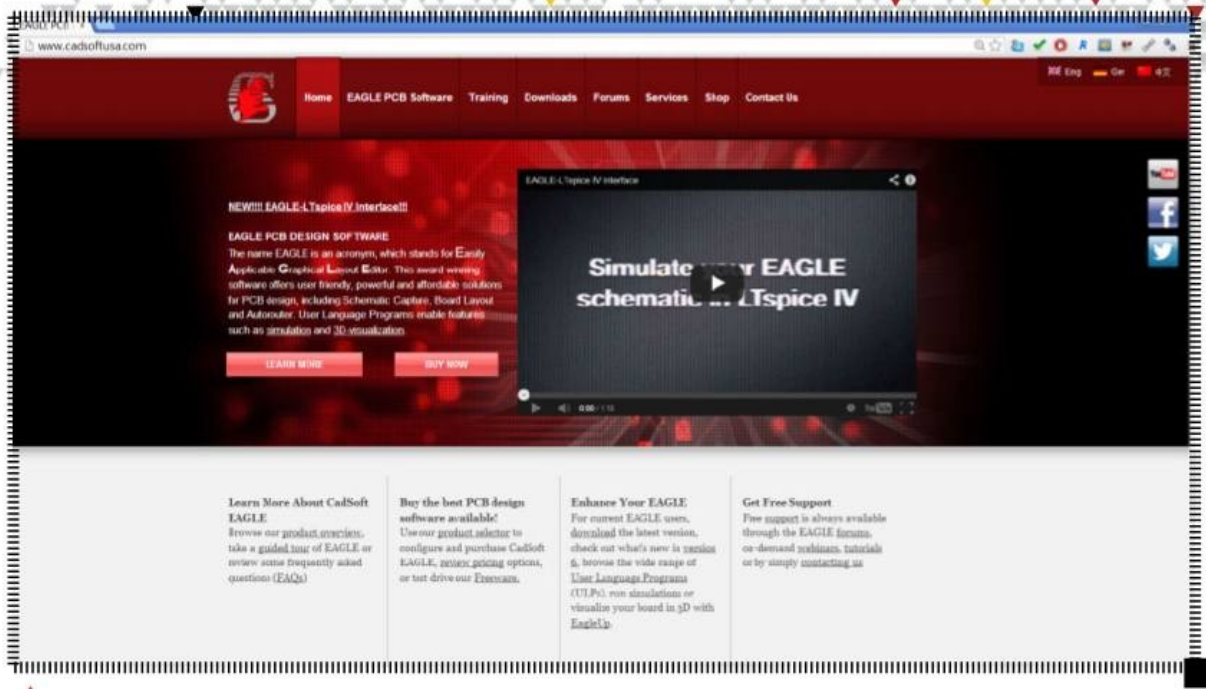 EAGLE PCB
www.cadsoftusa.com
Eng
Ger
中文
Home EAGLE PCB Software Training Downloads Forums Services Shop Contact Us
NEW!!!! EAGLE-LTspice IV Interface!!!
EAGLE PCB DESIGN SOFTWARE
The name EAGLE is an acronym, which stands for Easily
Applicable Graphical Layout Editor. This award winning
software offers user friendly, powerful and affordable solutions
for PCB design, including Schematic Capture, Board Layout
and Autorouter. User Language Programs enable features
such as simulation and 3D visualization.
LEARN MORE
BUY NOW
EAGLE-LTspice IV Interface
Simulate your EAGLE
schematic in LTspice IV
0:00 / 1:18
YouTube
Learn More About CadSoft
EAGLE
Browse our product overview,
take a guided tour of EAGLE or
review some frequently asked
questions (FAQs)
Buy the best PCB design
software available!
Use our product selector to
configure and purchase CadSoft
EAGLE, review pricing options,
or test drive our Freeware.
Enhance Your EAGLE
For current EAGLE users,
download the latest version,
check out what's new in version
6, browse the wide range of
User Language Programs
(ULPs), run simulations or
visualize your board in 3D with
EagleUp.
Get Free Support
Free support is always available
through the EAGLE forums,
on-demand webinars, tutorials
or by simply contacting us